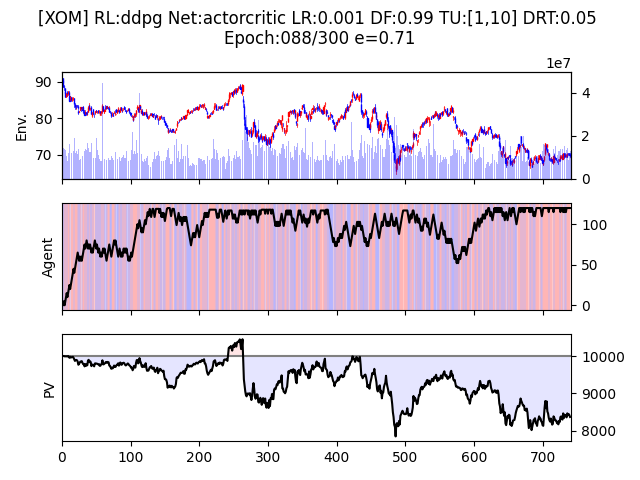 [XOM] RL:ddpg Net:actorcritic LR:0.001 DF:0.99 TU:[1,10] DRT:0.05
Epoch:088/300 e=0.71
1e7
90
80
70
Env.
4
2
0
Agent
100
50
0
PV
10000
9000
8000
0 100 200 300 400 500 600 700